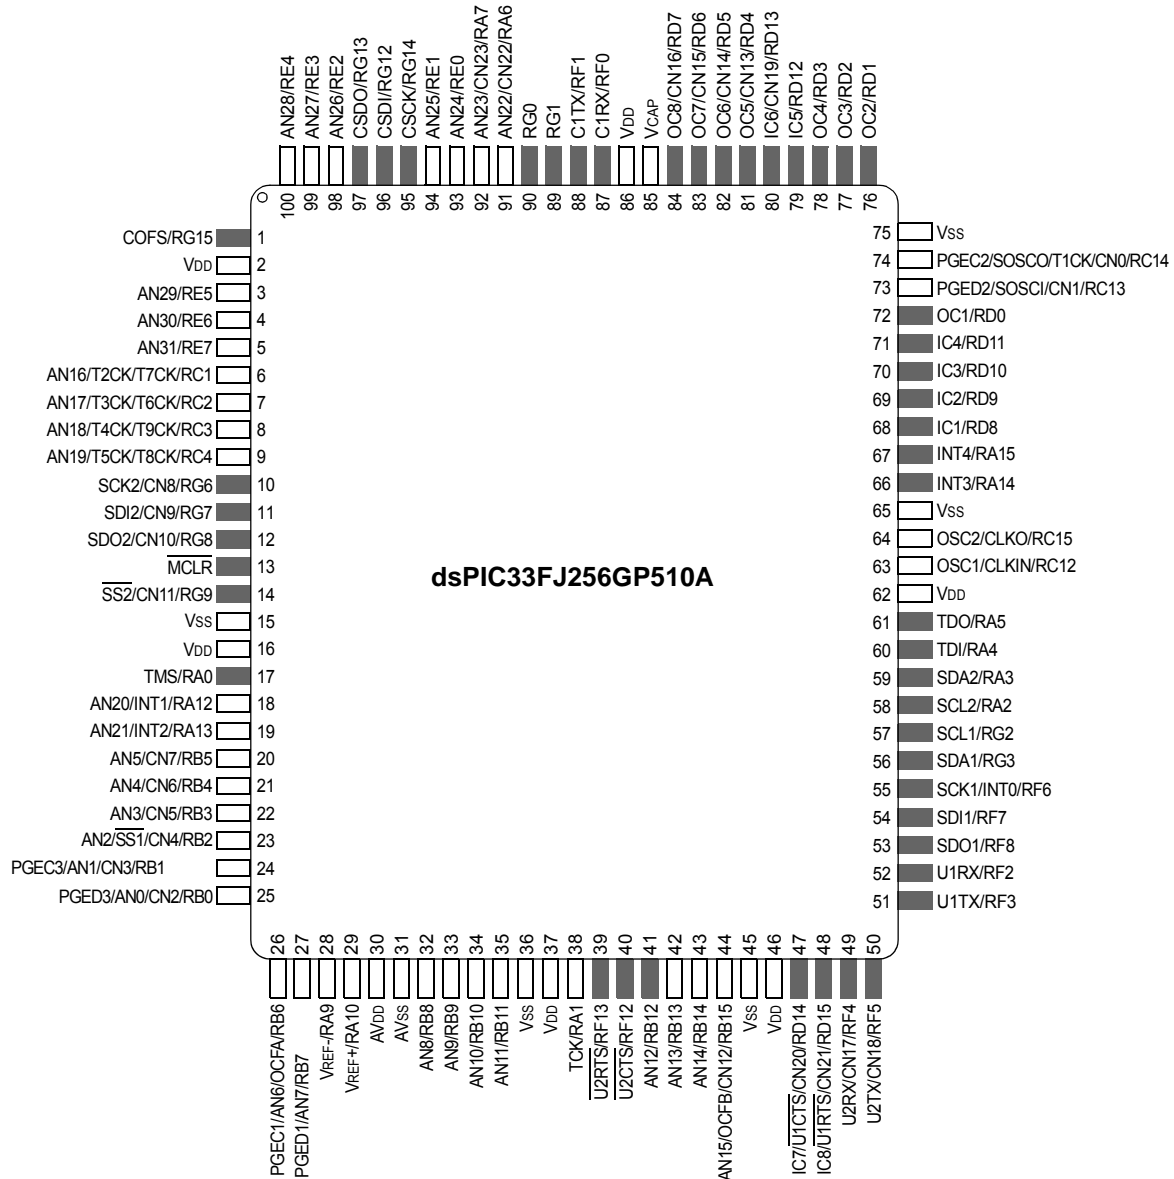 AN28/RE4
AN27/RE3
AN26/RE2
CSDO/RG13
CSDI/RG12
CSCK/RG14
AN25/RE1
AN24/RE0
AN23/CN23/RA7
AN22/CN22/RA6
RG0
RG1
C1TX/RF1
C1RX/RF0
VDD
VCAP
OC8/CN16/RD7
OC7/CN15/RD6
OC6/CN14/RD5
OC5/CN13/RD4
IC6/CN19/RD13
IC5/RD12
OC4/RD3
OC3/RD2
OC2/RD1
100
99
98
97
96
95
94
93
92
91
90
89
88
87
86
85
84
83
82
81
80
79
78
77
76
COFS/RG15 1
VDD 2
AN29/RE5 3
AN30/RE6 4
AN31/RE7 5
AN16/T2CK/T7CK/RC1 6
AN17/T3CK/T6CK/RC2 7
AN18/T4CK/T9CK/RC3 8
AN19/T5CK/T8CK/RC4 9
SCK2/CN8/RG6 10
SDI2/CN9/RG7 11
SDO2/CN10/RG8 12
MCLR 13
SS2/CN11/RG9 14
VSS 15
VDD 16
TMS/RA0 17
AN20/INT1/RA12 18
AN21/INT2/RA13 19
AN5/CN7/RB5 20
AN4/CN6/RB4 21
AN3/CN5/RB3 22
AN2/SS1/CN4/RB2 23
PGEC3/AN1/CN3/RB1 24
PGED3/AN0/CN2/RB0 25
dsPIC33FJ256GP510A
75 VSS
74 PGEC2/SOSCO/T1CK/CN0/RC14
73 PGED2/SOSCI/CN1/RC13
72 OC1/RD0
71 IC4/RD11
70 IC3/RD10
69 IC2/RD9
68 IC1/RD8
67 INT4/RA15
66 INT3/RA14
65 VSS
64 OSC2/CLKO/RC15
63 OSC1/CLKIN/RC12
62 VDD
61 TDO/RA5
60 TDI/RA4
59 SDA2/RA3
58 SCL2/RA2
57 SCL1/RG2
56 SDA1/RG3
55 SCK1/INT0/RF6
54 SDI1/RF7
53 SDO1/RF8
52 U1RX/RF2
51 U1TX/RF3
26
27
28
29
30
31
32
33
34
35
36
37
38
39
40
41
42
43
44
45
46
47
48
49
50
PGEC1/AN6/OCFA/RB6
PGED1/AN7/RB7
VREF-/RA9
VREF+/RA10
AVDD
AVSS
AN8/RB8
AN9/RB9
AN10/RB10
AN11/RB11
VSS
VDD
TCK/RA1
U2RTS/RF13
U2CTS/RF12
AN12/RB12
AN13/RB13
AN14/RB14
AN15/OCFB/CN12/RB15
VSS
VDD
IC7/U1CTS/CN20/RD14
IC8/U1RTS/CN21/RD15
U2RX/CN17/RF4
U2TX/CN18/RF5